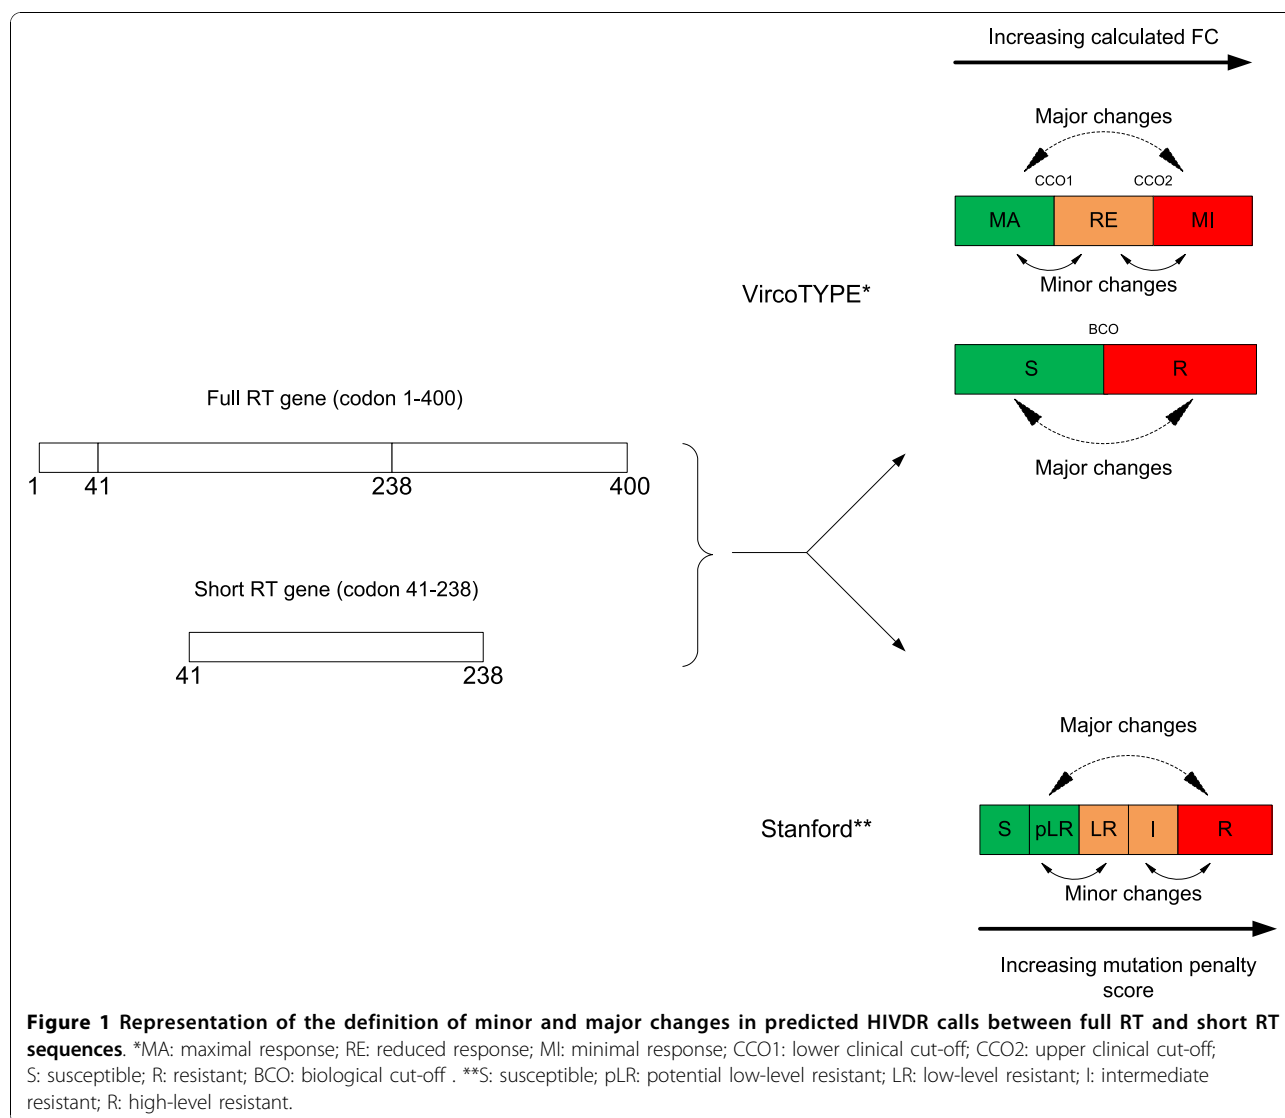 Increasing calculated FC
Major changes
CCO1 CCO2
MA RE MI
Minor changes
VircoTYPE*
BCO
S R
Major changes
Full RT gene (codon 1-400)
1 41 238 400
Short RT gene (codon 41-238)
41 238
Major changes
Stanford**
S pLR LR I R
Minor changes
Increasing mutation penalty
score
Figure 1 Representation of the definition of minor and major changes in predicted HIVDR calls between full RT and short RT
sequences. *MA: maximal response; RE: reduced response; MI: minimal response; CCO1: lower clinical cut-off; CCO2: upper clinical cut-off;
S: susceptible; R: resistant; BCO: biological cut-off . **S: susceptible; pLR: potential low-level resistant; LR: low-level resistant; I: intermediate
resistant; R: high-level resistant.